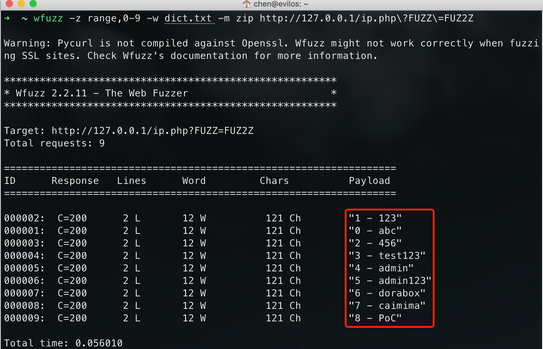 chen@evilos: ~
➜ ~ wfuzz -z range,0-9 -w dict.txt -m zip http://127.0.0.1/ip.php\?FUZZ\=FUZ2Z
Warning: Pycurl is not compiled against Openssl. Wfuzz might not work correctly when fuzzi
ng SSL sites. Check Wfuzz's documentation for more information.
********************************************************
* Wfuzz 2.2.11 - The Web Fuzzer *
********************************************************
Target: http://127.0.0.1/ip.php?FUZZ=FUZ2Z
Total requests: 9
==================================================================
ID Response Lines Word Chars Payload
==================================================================
000002: C=200 2 L 12 W 121 Ch "1 - 123"
000001: C=200 2 L 12 W 121 Ch "0 - abc"
000003: C=200 2 L 12 W 121 Ch "2 - 456"
000004: C=200 2 L 12 W 121 Ch "3 - test123"
000005: C=200 2 L 12 W 121 Ch "4 - admin"
000006: C=200 2 L 12 W 121 Ch "5 - admin123"
000007: C=200 2 L 12 W 121 Ch "6 - dorabox"
000008: C=200 2 L 12 W 121 Ch "7 - caimima"
000009: C=200 2 L 12 W 121 Ch "8 - PoC"
Total time: 0.056010